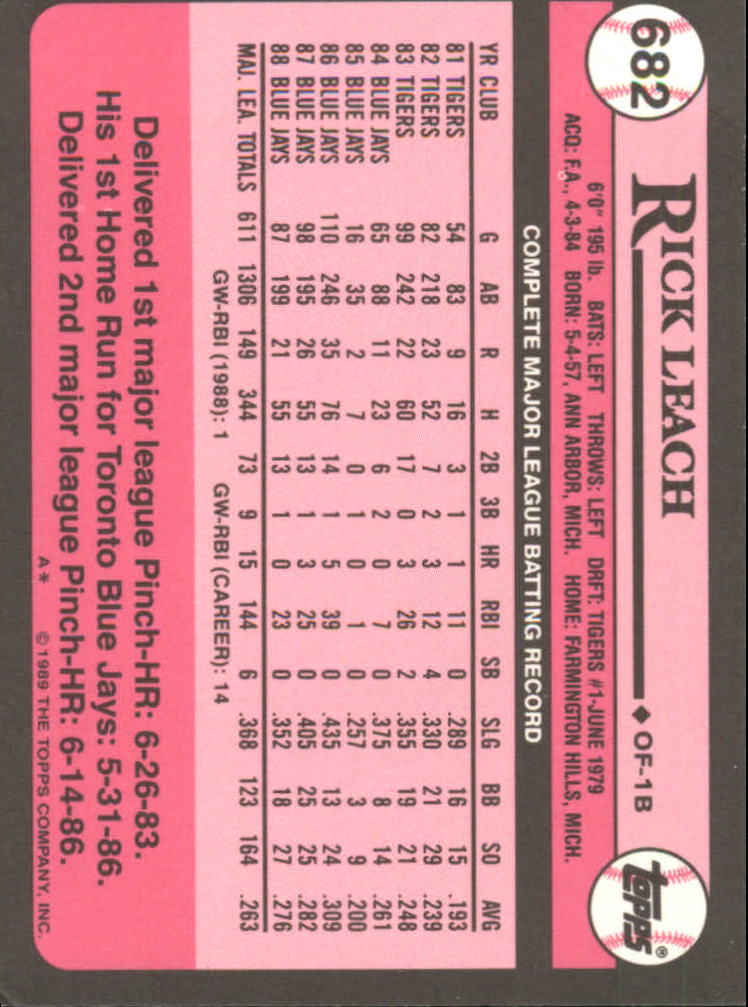 682
RICK LEACH
◆ OF-1B
topps®
6'0" 195 lb. BATS: LEFT THROWS: LEFT DRFT: TIGERS #1-JUNE 1979
ACQ: F.A., 4-3-84 BORN: 5-4-57, ANN ARBOR, MICH. HOME: FARMINGTON HILLS, MICH.
COMPLETE MAJOR LEAGUE BATTING RECORD
YR CLUB G AB R H 2B 3B HR RBI SB SLG BB SO AVG
81 TIGERS 54 83 9 16 3 1 1 11 0 .289 16 15 .193
82 TIGERS 82 218 23 52 7 2 3 12 4 .330 21 29 .239
83 TIGERS 99 242 22 60 17 0 3 26 2 .355 19 21 .248
84 BLUE JAYS 65 88 11 23 6 2 0 7 0 .375 8 14 .261
85 BLUE JAYS 16 35 2 7 0 1 0 1 0 .257 3 9 .200
86 BLUE JAYS 110 246 35 76 14 1 5 39 0 .435 13 24 .309
87 BLUE JAYS 98 195 26 55 13 1 3 25 0 .405 25 25 .282
88 BLUE JAYS 87 199 21 55 13 1 0 23 0 .352 18 27 .276
MAJ. LEA. TOTALS 611 1306 149 344 73 9 15 144 6 .368 123 164 .263
GW-RBI (1988): 1 GW-RBI (CAREER): 14
Delivered 1st major league Pinch-HR: 6-26-83.
His 1st Home Run for Toronto Blue Jays: 5-31-86.
Delivered 2nd major league Pinch-HR: 6-14-86.
A* © 1989 THE TOPPS COMPANY, INC.